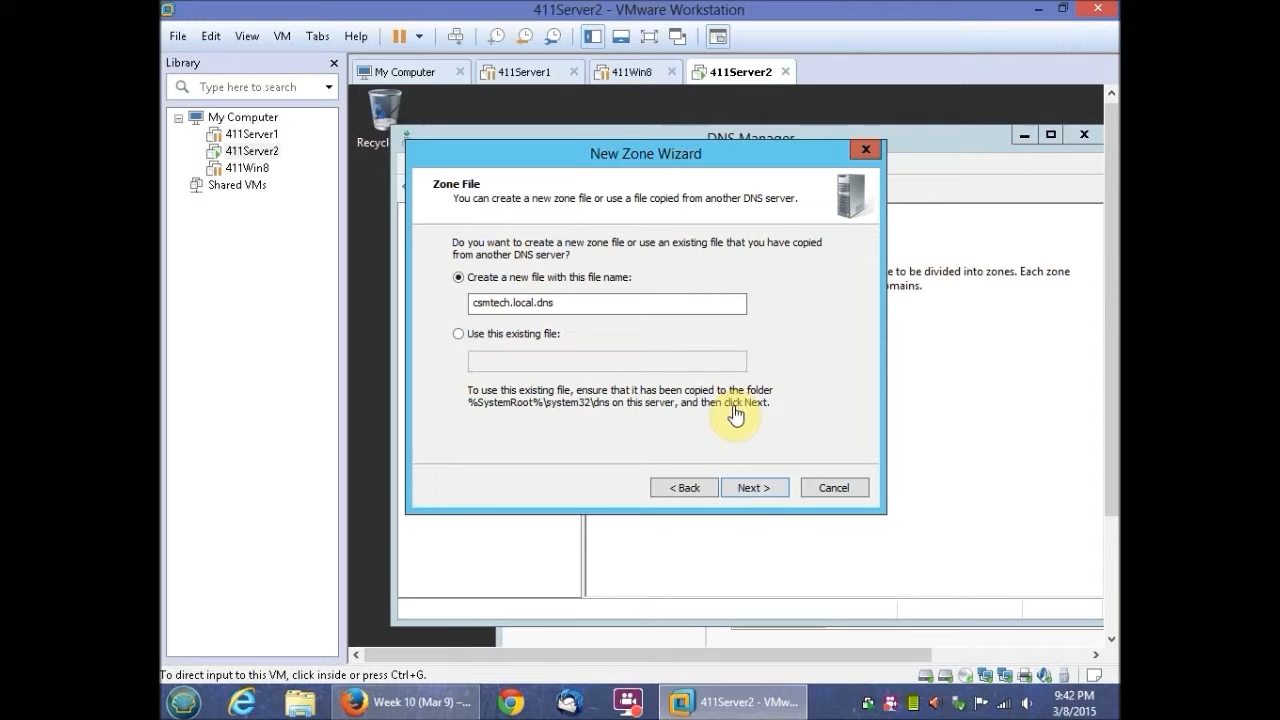 411Server2 - VMware Workstation
File Edit View VM Tabs Help
Library
Type here to search
My Computer
411Server1
411Server2
411Win8
Shared VMs
My Computer
411Server1
411Win8
411Server2
DNS Manager
New Zone Wizard
Zone File
You can create a new zone file or use a file copied from another DNS server.
Do you want to create a new zone file or use an existing file that you have copied
from another DNS server?
Create a new file with this file name:
csmtech.local.dns
Use this existing file:
To use this existing file, ensure that it has been copied to the folder
%SystemRoot%\system32\dns on this server, and then click Next.
< Back Next > Cancel
e to be divided into zones. Each zone
omains.
To direct input to this VM, click inside or press Ctrl+G.
Week 10 (Mar 9) –...
411Server2 - VMw...
9:42 PM
3/8/2015